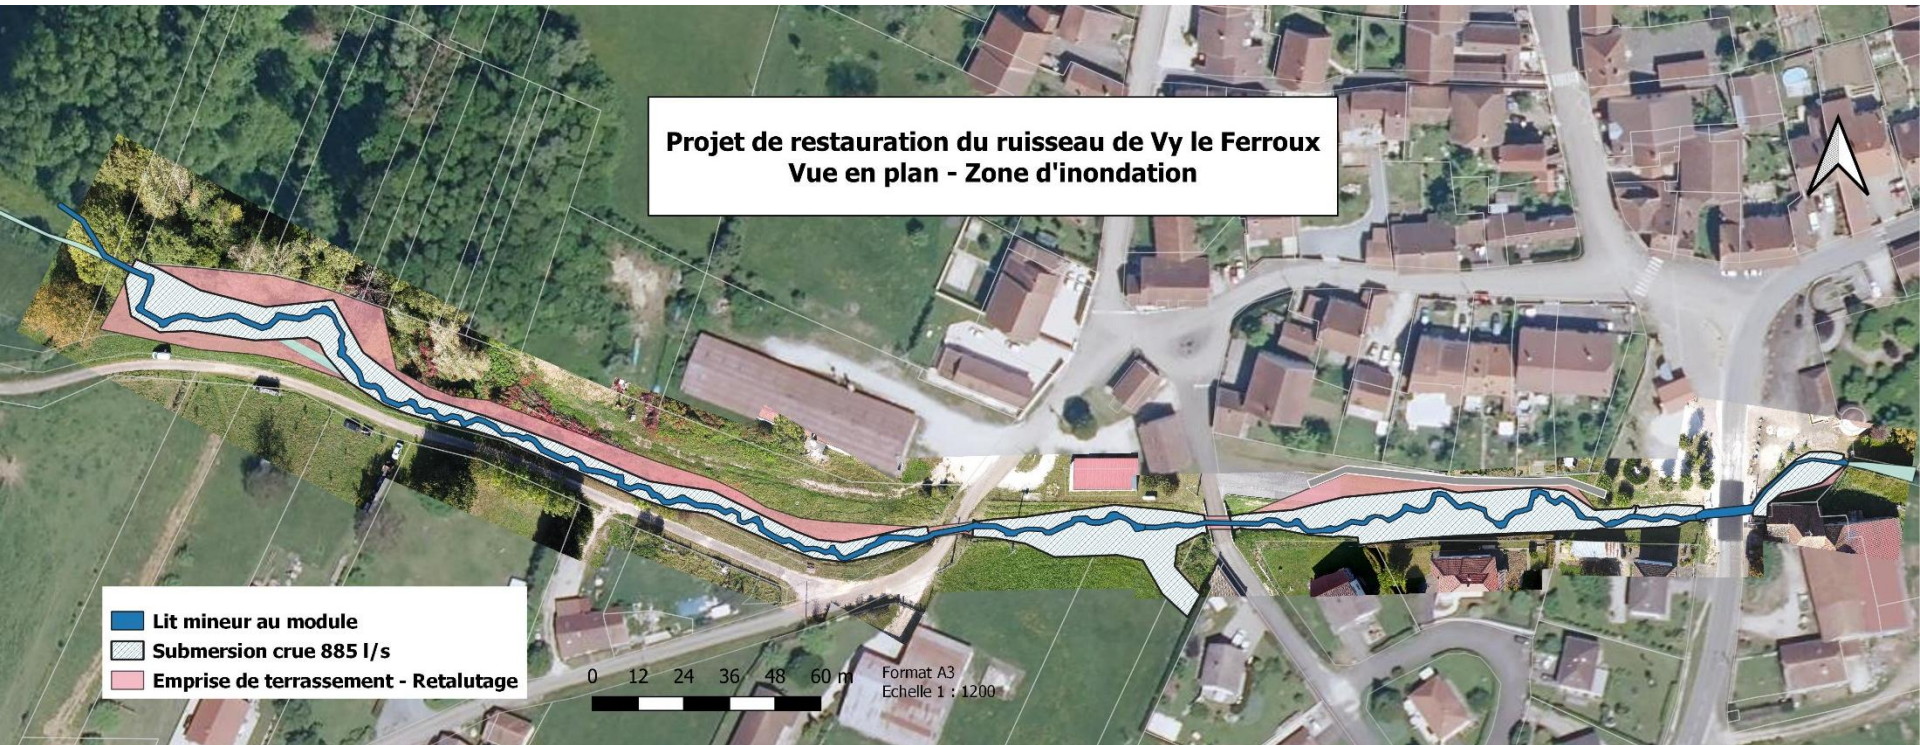 Projet de restauration du ruisseau de Vy le Ferroux
Vue en plan - Zone d'inondation
Lit mineur au module
Submersion crue 885 l/s
Emprise de terrassement - Retalutage
0 12 24 36 48 60 m
Format A3
Echelle 1 : 1200